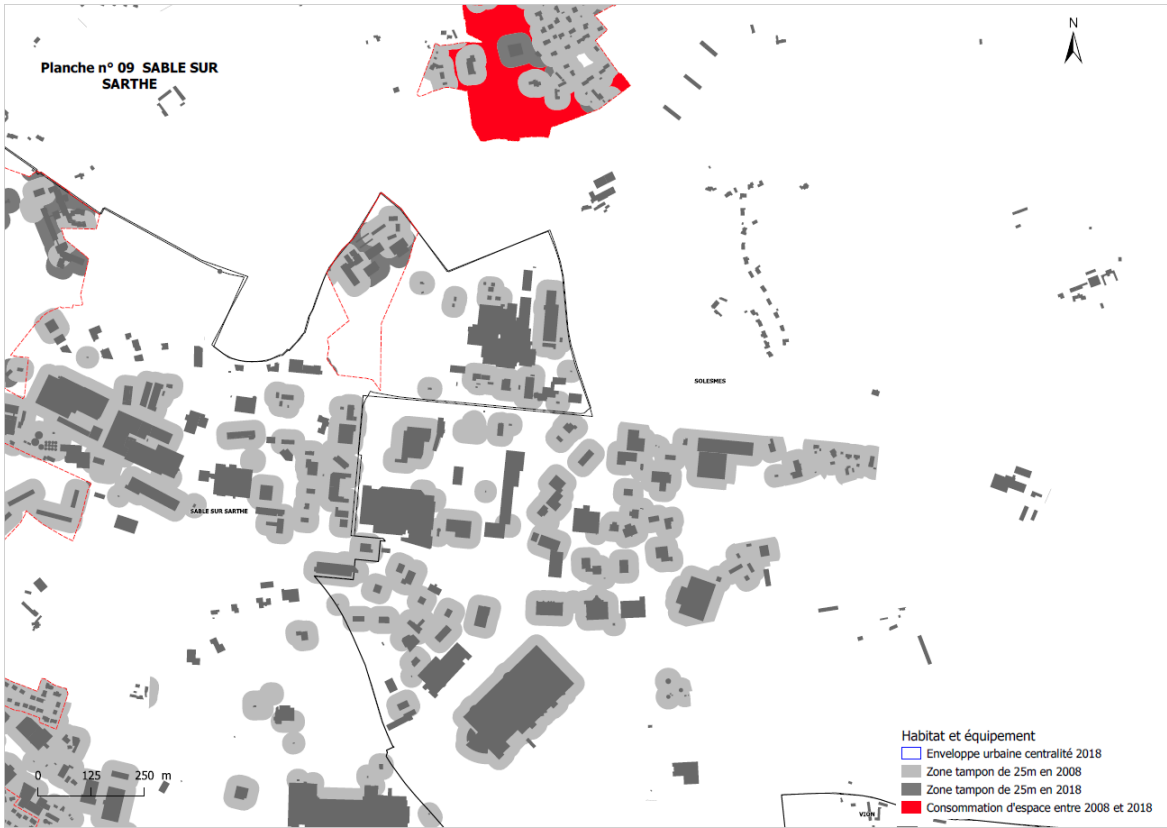 N
Planche n° 09 SABLE SUR
SARTHE
SOLESMES
SABLE SUR SARTHE
Habitat et équipement
Enveloppe urbaine centralité 2018
Zone tampon de 25m en 2008
Zone tampon de 25m en 2018
Consommation d'espace entre 2008 et 2018
0 125 250 m
VION